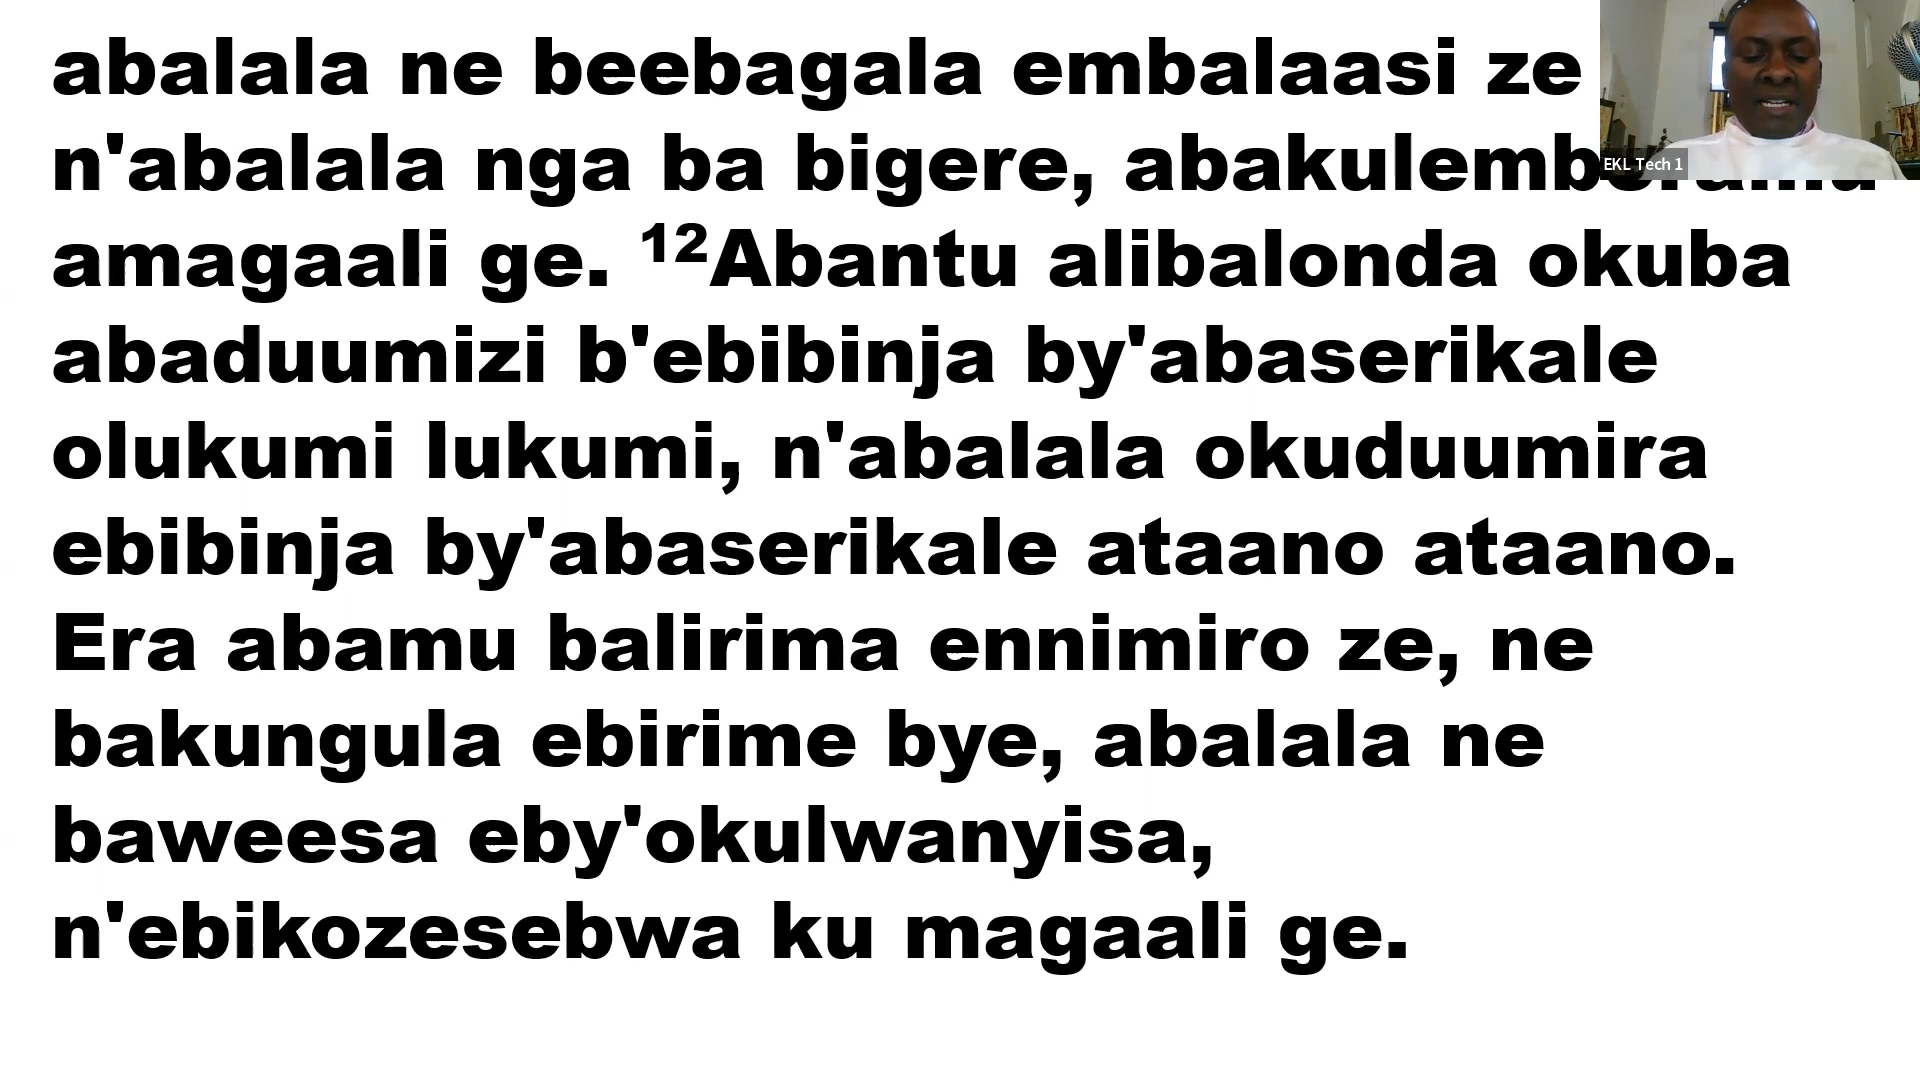 abalala ne beebagala embalaasi ze
n'abalala nga ba bigere,
amagaali ge. ¹²Abantu alibalonda okuba
abaduumizi b'ebibinja by'abaserikale
olukumi lukumi, n'abalala okuduumira
ebibinja by'abaserikale ataano ataano.
Era abamu balirima ennimiro ze, ne
bakungula ebirime bye, abalala ne
baweesa eby'okulwanyisa,
n'ebikozesebwa ku magaali ge.
EKL Tech 1